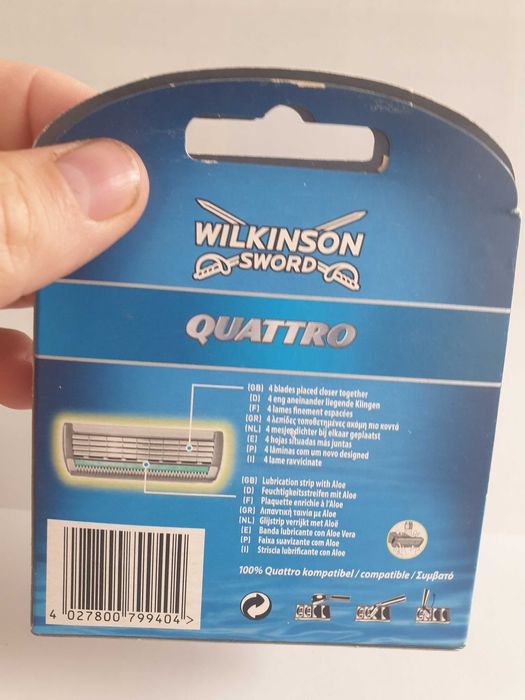 WILKINSON
SWORD
QUATTRO
(GB) 4 blades placed closer together
(D) 4 eng aneinander liegende Klingen
(F) 4 lames finement espacées
(GR) 4 λεπίδες τοποθετημένες ακόμη πιο κοντά
(NL) 4 mesjes dichter bij elkaar geplaatst
(E) 4 hojas situadas más juntas
(P) 4 lâminas com um novo designed
(I) 4 lame ravvicinate
(GB) Lubrication strip with Aloe
(D) Feuchtigkeitsstreifen mit Aloe
(F) Plaquette enrichie à l'Aloe
(GR) Λιπαντική ταινία με Aloe
(NL) Glijstrip verrijkt met Aloë
(E) Banda lubricante con Aloe Vera
(P) Faixa suavizante com Aloe
(I) Striscia lubrificante con Aloe
100% Quattro kompatibel / compatible / Συμβατό
4 027800 799404 >